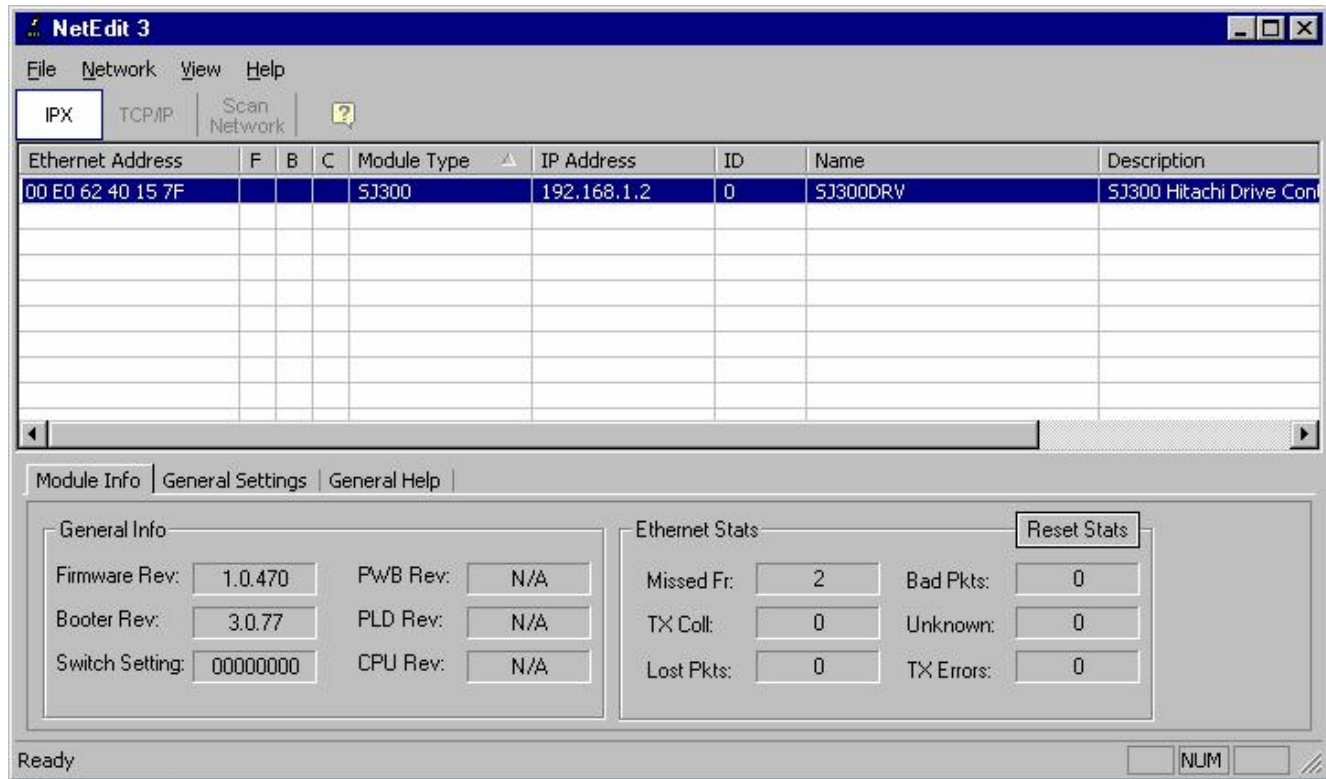 NetEdit 3
File Network View Help
IPX TCP/IP Scan Network ?
Ethernet Address F B C Module Type IP Address ID Name Description
00 E0 62 40 15 7F SJ300 192.168.1.2 0 SJ300DRV SJ300 Hitachi Drive Cont
Module Info General Settings General Help
General Info Ethernet Stats Reset Stats
Firmware Rev: 1.0.470 PWB Rev: N/A Missed Fr: 2 Bad Pkts: 0
Booter Rev: 3.0.77 PLD Rev: N/A TX Coll: 0 Unknown: 0
Switch Setting: 00000000 CPU Rev: N/A Lost Pkts: 0 TX Errors: 0
Ready NUM